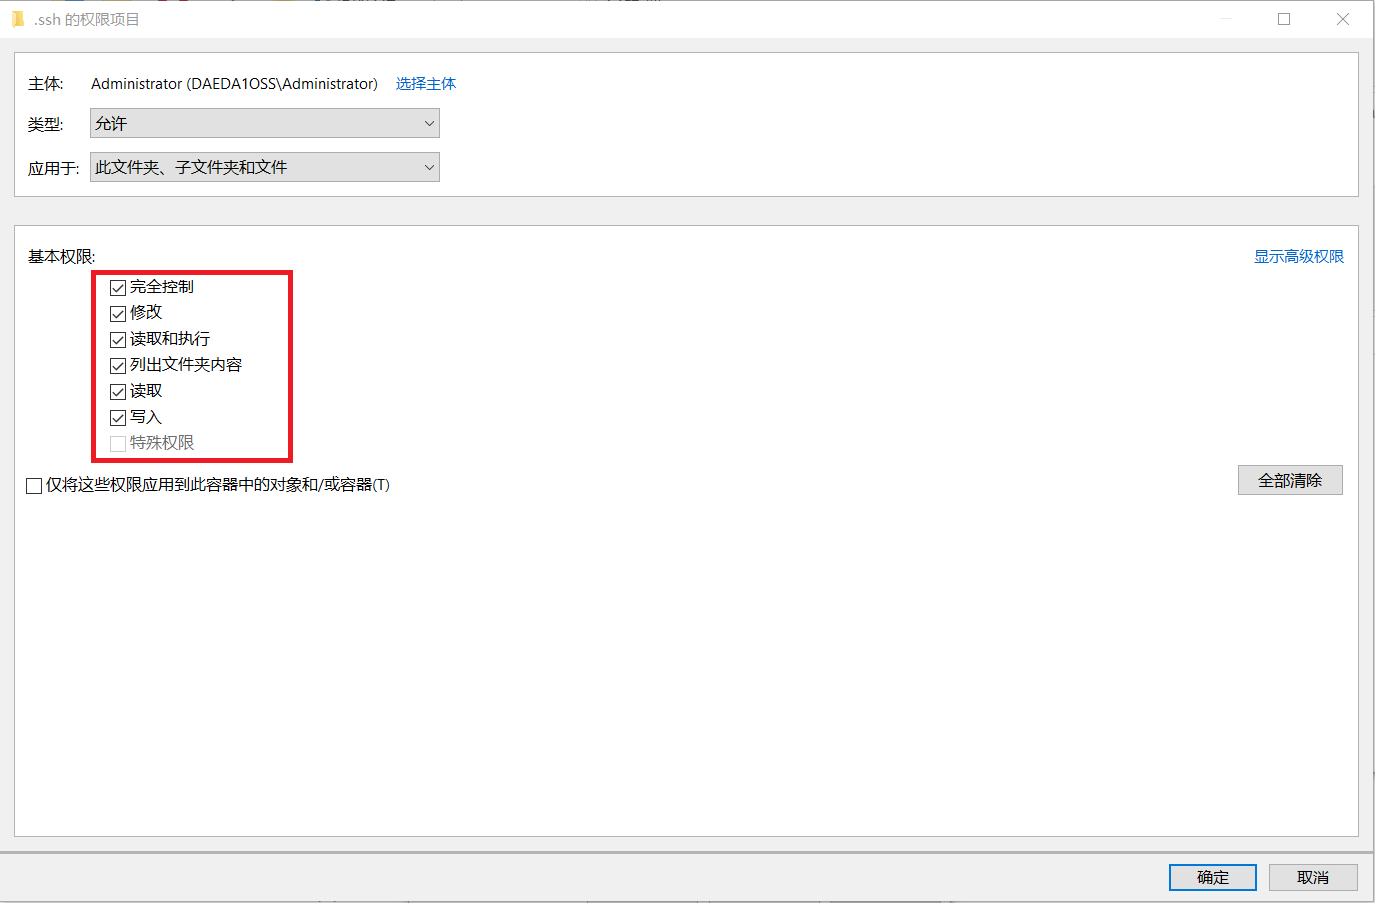 .ssh 的权限项目
主体: Administrator (DAEDA1OSS\Administrator) 选择主体
类型: 允许
应用于: 此文件夹、子文件夹和文件
基本权限: 显示高级权限
完全控制
修改
读取和执行
列出文件夹内容
读取
写入
特殊权限
仅将这些权限应用到此容器中的对象和/或容器(T)
全部清除
确定 取消